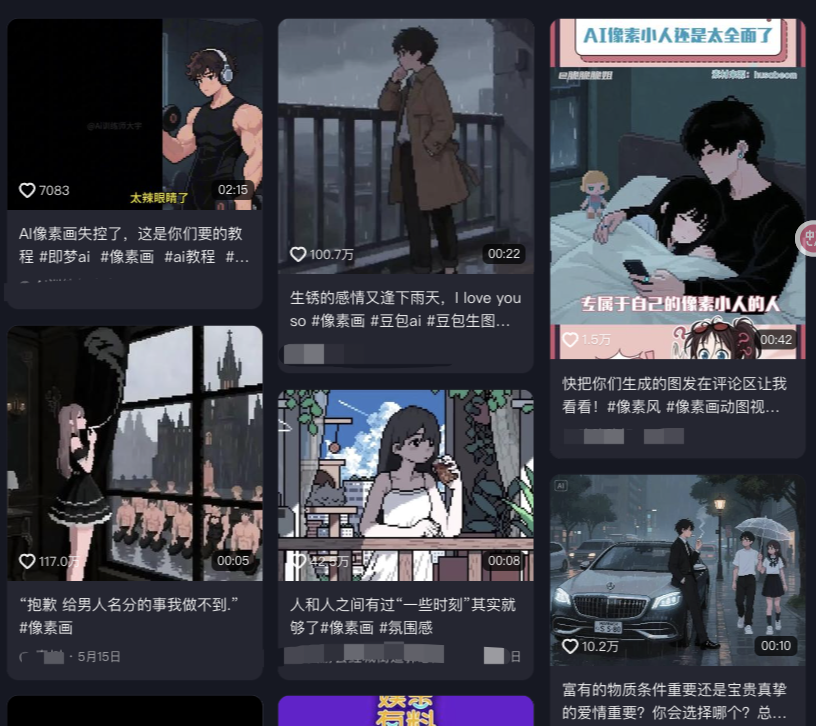 太辣眼睛了
7083
02:15
AI像素画失控了，这是你们要的教
程 #即梦ai #像素画 #ai教程 #...
117.0万
00:05
“抱歉 给男人名分的事我做不到.”
#像素画
· 5月15日
100.7万
00:22
生锈的感情又逢下雨天，I love you
so #像素画 #豆包ai #豆包生图...
42.5万
00:08
人和人之间有过“一些时刻”其实就
够了#像素画 #氛围感
日
AI像素小人还是太全面了
专属于自己的像素小人的人
1.5万
00:42
快把你们生成的图发在评论区让我
看看！#像素风 #像素画动图视...
AI
10.2万
00:10
富有的物质条件重要还是宝贵真挚
的爱情重要？你会选择哪个？总...